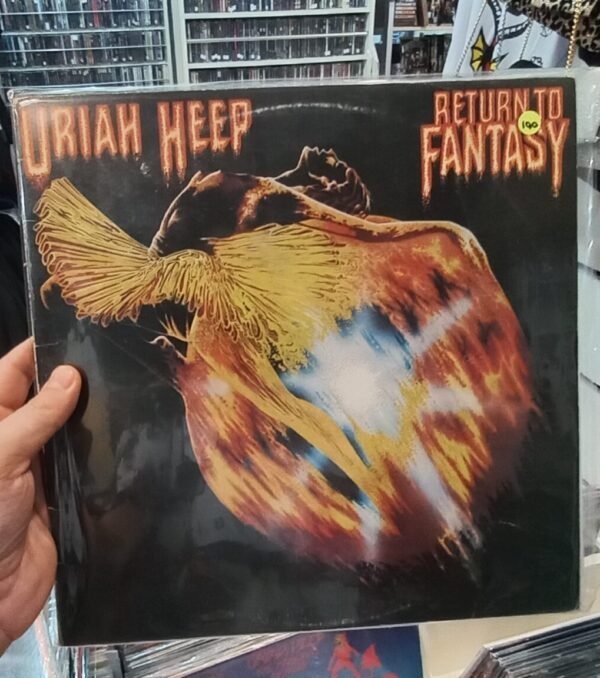 URIAH HEEP
RETURN TO
FANTASY
190